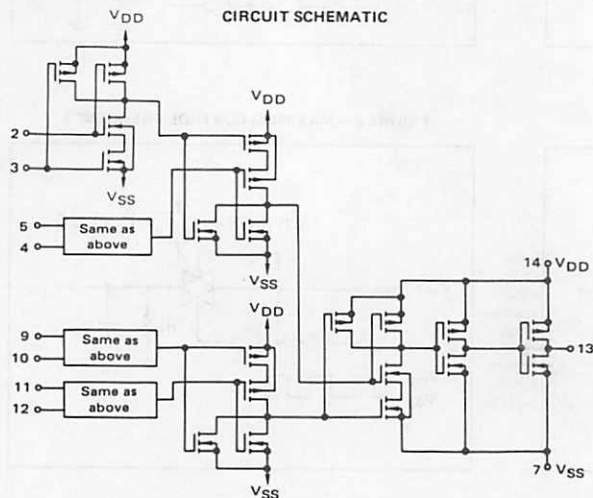 CIRCUIT SCHEMATIC
VDD
2
3
VSS
VDD
5
4
Same as
above
VSS
9
10
Same as
above
VDD
11
12
Same as
above
VSS
14
VDD
13
7
VSS